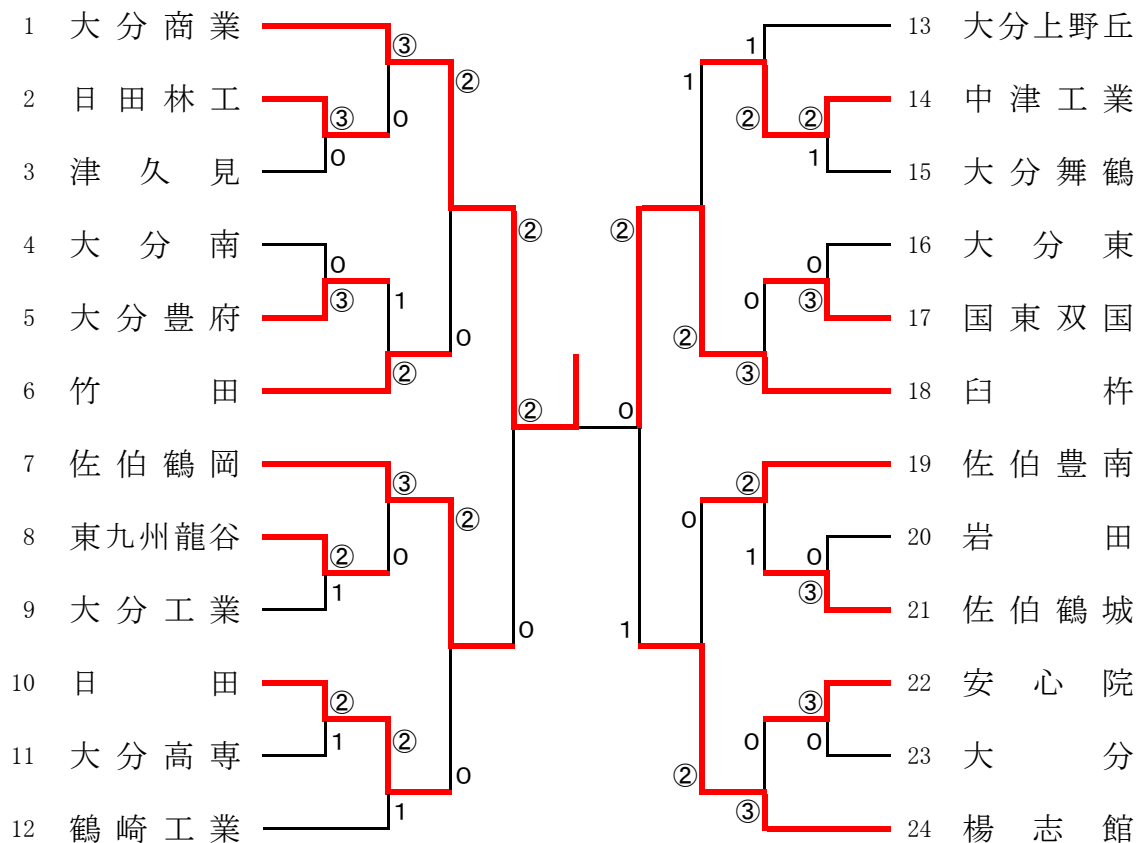 1 大分商業
2 日田林工
3 津久見
4 大分南
5 大分豊府
6 竹田
7 佐伯鶴岡
8 東九州龍谷
9 大分工業
10 日田
11 大分高専
12 鶴崎工業
③
0
③
0
0
③
1
②
②
0
③
0
②
1
②
1
②
1
②
0
②
0
②
0
②
0
1
②
1
②
②
1
0
③
0
③
②
1
0
③
③
0
0
③
1
②
0
②
②
1
13 大分上野丘
14 中津工業
15 大分舞鶴
16 大分東
17 国東双国
18 臼杵
19 佐伯豊南
20 岩田
21 佐伯鶴城
22 安心院
23 大分
24 楊志館